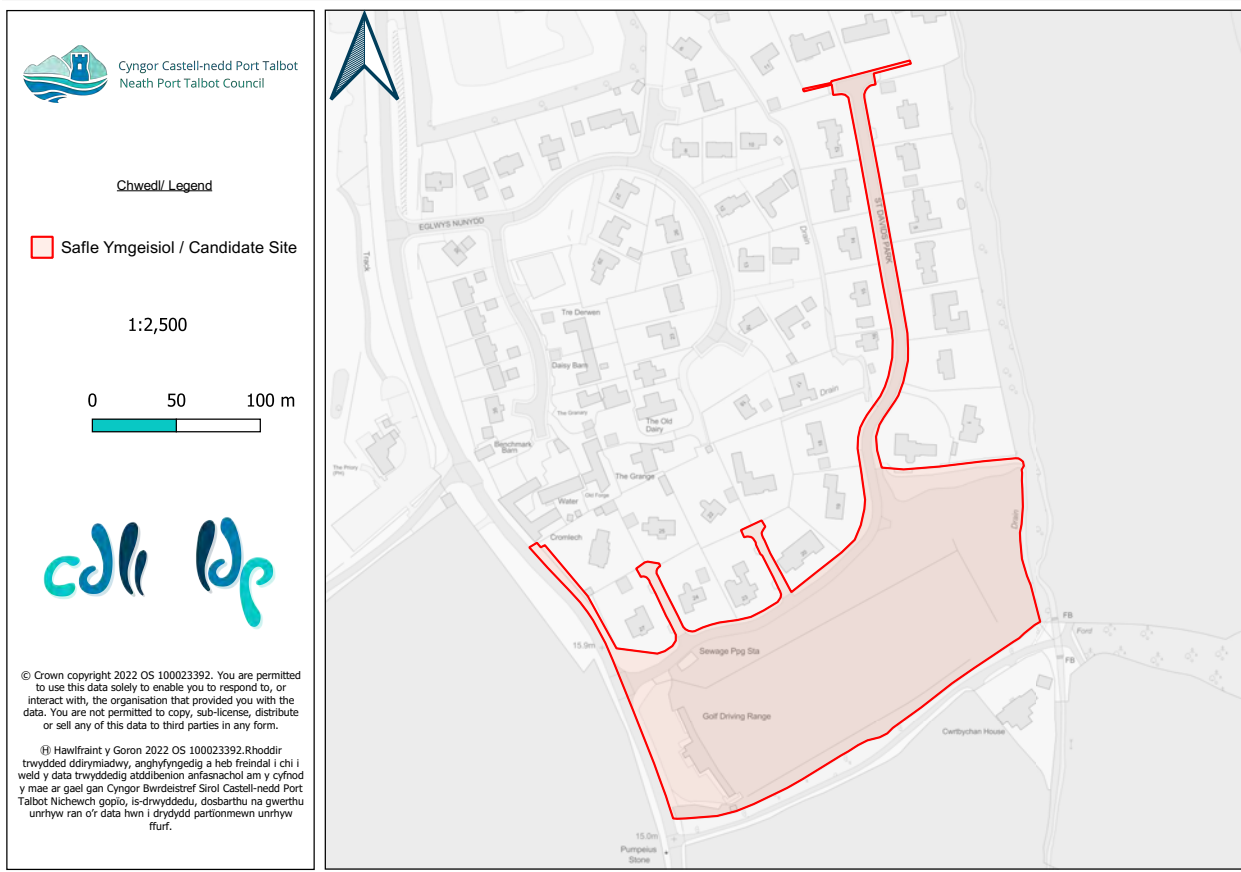 Cyngor Castell-nedd Port Talbot
Neath Port Talbot Council
Chwedl/ Legend
Safle Ymgeisiol / Candidate Site
1:2,500
0 50 100 m
cdll ldp
© Crown copyright 2022 OS 100023392. You are permitted
to use this data solely to enable you to respond to, or
interact with, the organisation that provided you with the
data. You are not permitted to copy, sub-license, distribute
or sell any of this data to third parties in any form.
Ⓗ Hawlfraint y Goron 2022 OS 100023392.Rhoddir
trwydded ddirymiadwy, anghyfyngedig a heb freindal i chi i
weld y data trwyddedig atddibenion anfasnachol am y cyfnod
y mae ar gael gan Cyngor Bwrdeistref Sirol Castell-nedd Port
Talbot Nichewch gopïo, is-drwyddedu, dosbarthu na gwerthu
unrhyw ran o'r data hwn i drydydd partïonmewn unrhyw
ffurf.
EGLWYS NUNYDD
ST DAVIDS PARK
Track
Drain
Tre Derwen
Daisy Barn
Drain
The Granary
The Old
Dairy
Benchmark
Barn
The Priory
(PH)
The Grange
Old Forge
Water
Cromlech
Drain
FB
Ford
FB
15.9m
Sewage Ppg Sta
Golf Driving Range
Cwrtbychan House
15.0m
Pumpeius
Stone